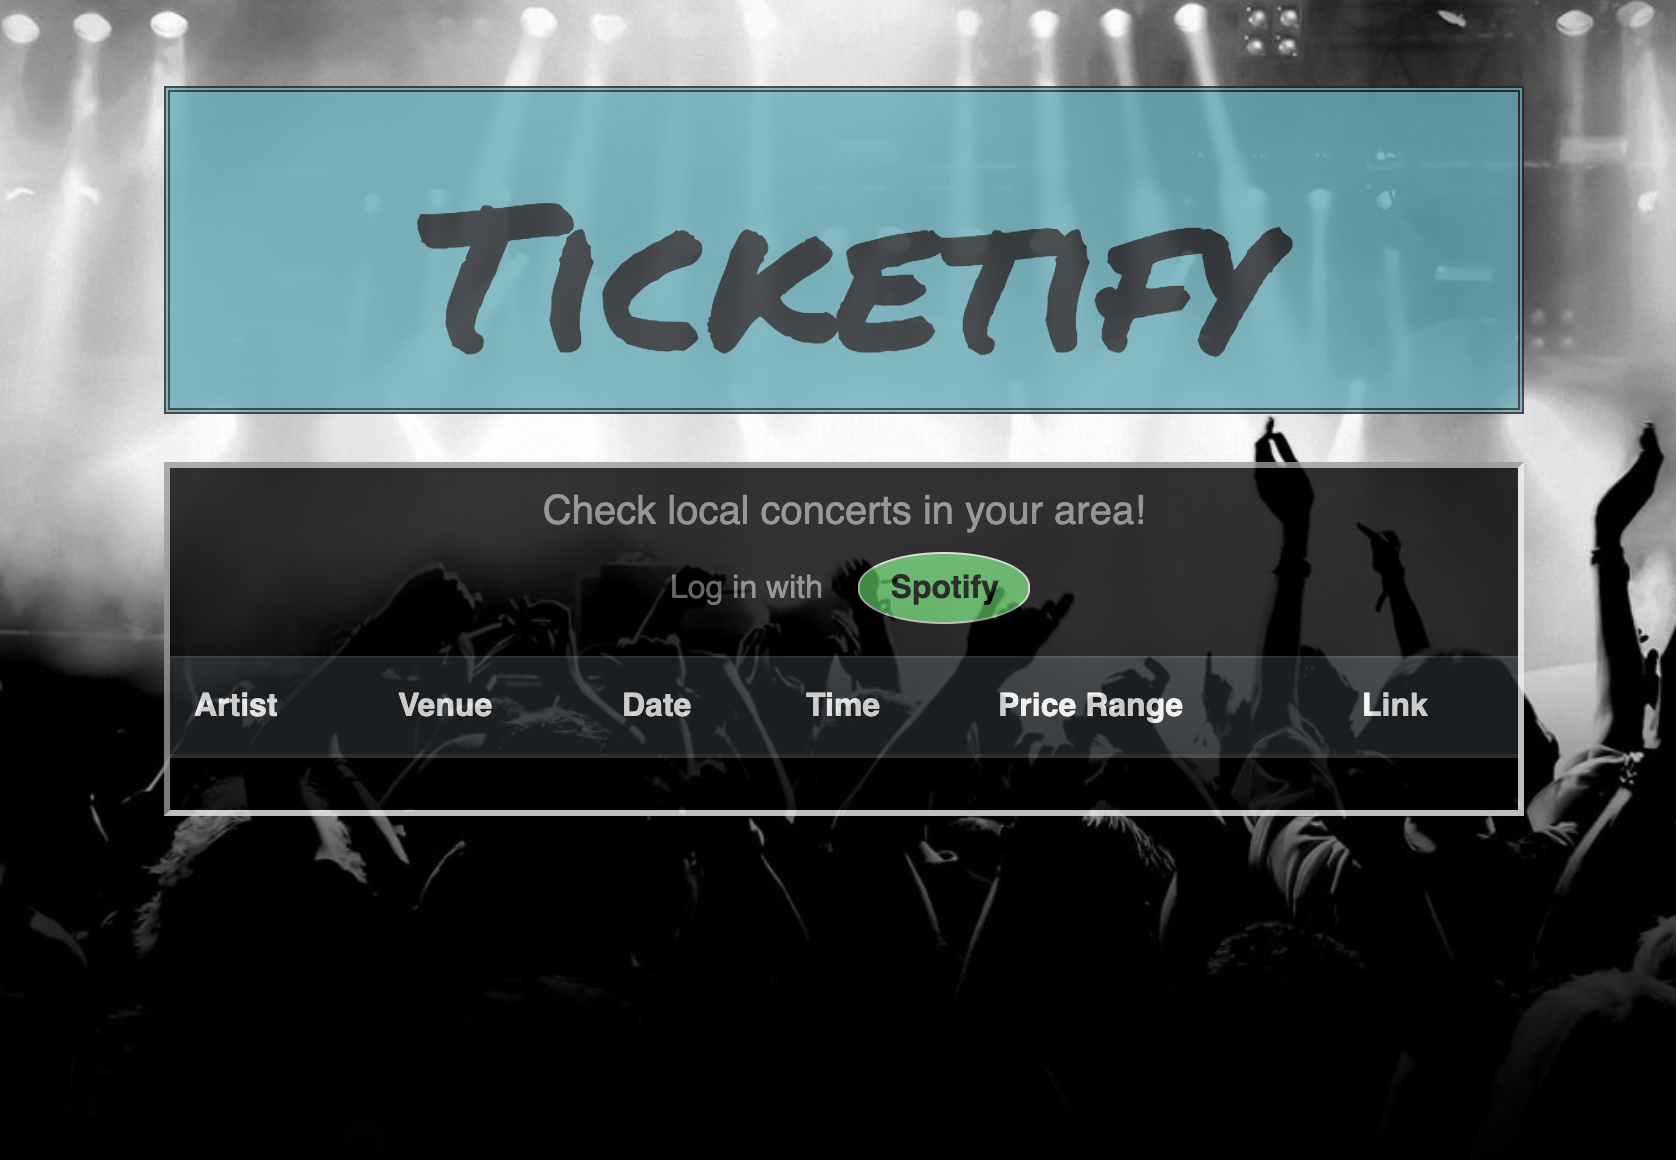 Ticketify
Check local concerts in your area!
Log in with Spotify
Artist Venue Date Time Price Range Link